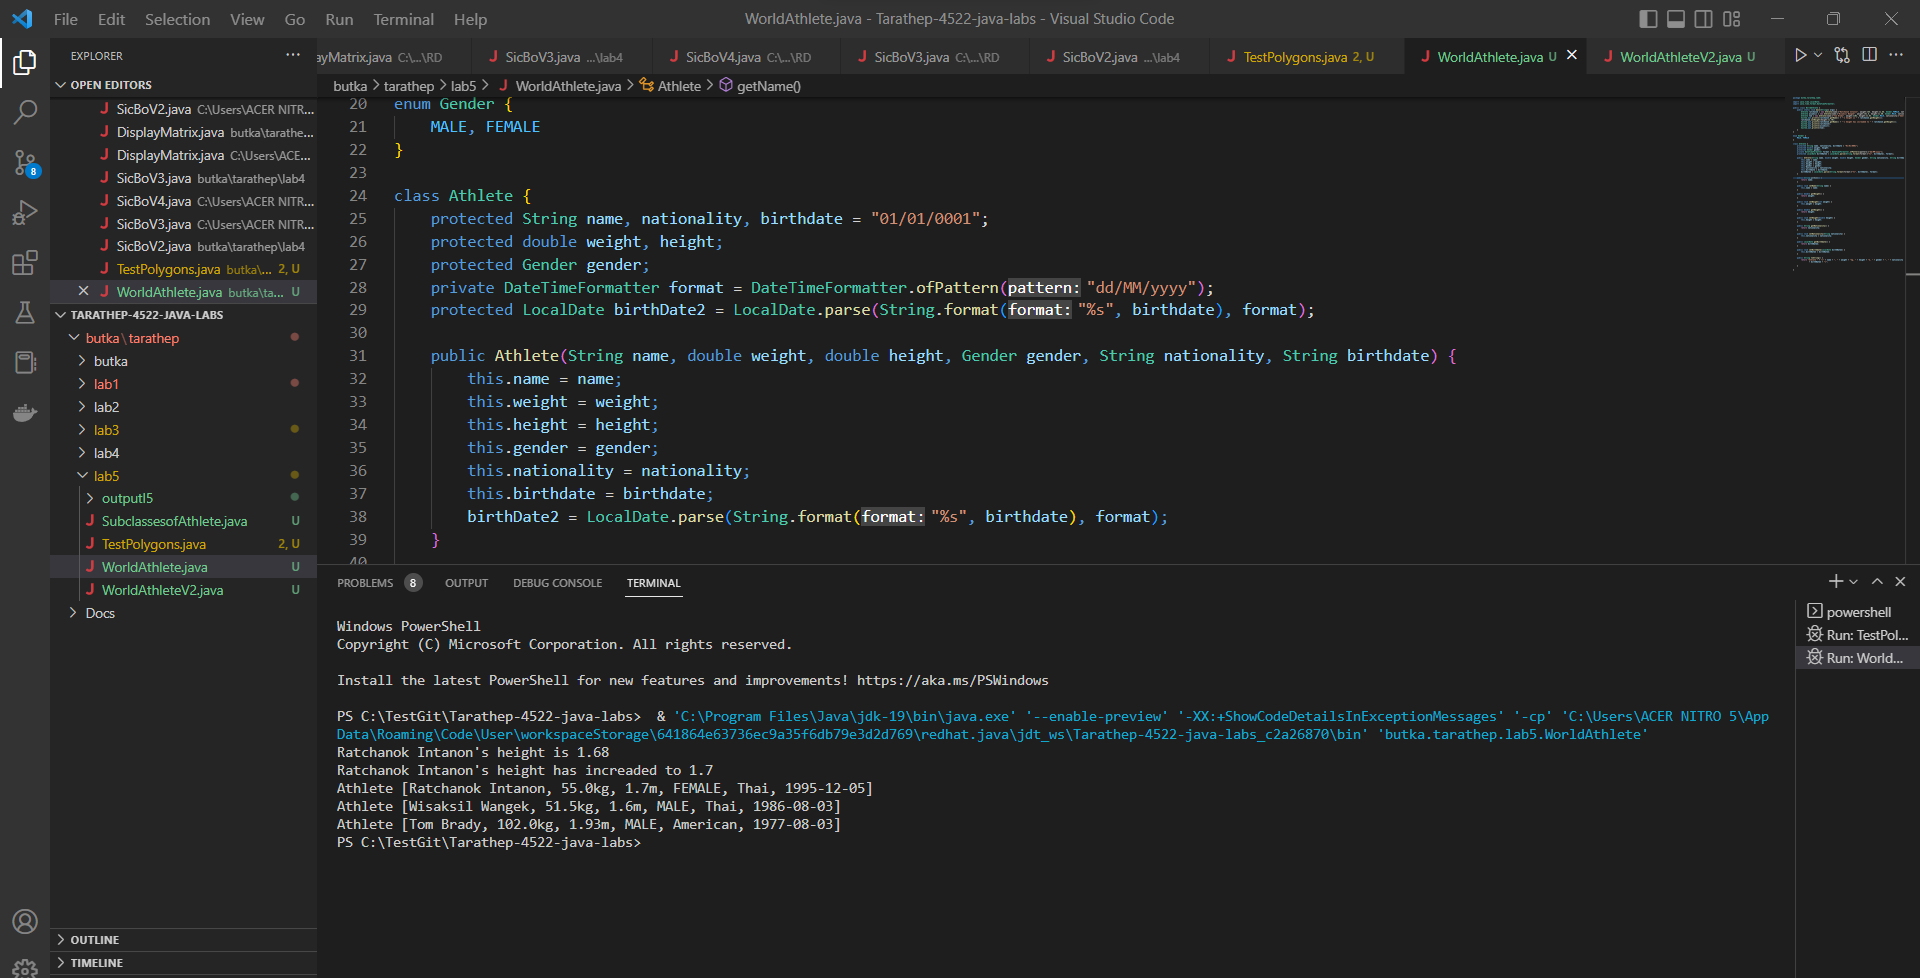 File Edit Selection View Go Run Terminal Help
WorldAthlete.java - Tarathep-4522-java-labs - Visual Studio Code
EXPLORER
OPEN EDITORS
SicBoV2.java C:\Users\ACER NITR...
DisplayMatrix.java butka\tarathe...
DisplayMatrix.java C:\Users\ACE...
SicBoV3.java butka\tarathep\lab4
SicBoV4.java C:\Users\ACER NITR...
SicBoV3.java C:\Users\ACER NITR...
SicBoV2.java butka\tarathep\lab4
TestPolygons.java butka\... 2, U
WorldAthlete.java butka\ta... U
TARATHEP-4522-JAVA-LABS
butka\tarathep
butka
lab1
lab2
lab3
lab4
lab5
outputl5
SubclassesofAthlete.java U
TestPolygons.java 2, U
WorldAthlete.java U
WorldAthleteV2.java U
Docs
OUTLINE
TIMELINE
8
ayMatrix.java C:\...\RD SicBoV3.java ...\lab4 SicBoV4.java C:\...\RD SicBoV3.java C:\...\RD SicBoV2.java ...\lab4 TestPolygons.java 2, U WorldAthlete.java U WorldAthleteV2.java U
butka > tarathep > lab5 > WorldAthlete.java > Athlete > getName()
20 enum Gender {
21 MALE, FEMALE
22 }
23
24 class Athlete {
25 protected String name, nationality, birthdate = "01/01/0001";
26 protected double weight, height;
27 protected Gender gender;
28 private DateTimeFormatter format = DateTimeFormatter.ofPattern(pattern: "dd/MM/yyyy");
29 protected LocalDate birthDate2 = LocalDate.parse(String.format(format: "%s", birthdate), format);
30
31 public Athlete(String name, double weight, double height, Gender gender, String nationality, String birthdate) {
32 this.name = name;
33 this.weight = weight;
34 this.height = height;
35 this.gender = gender;
36 this.nationality = nationality;
37 this.birthdate = birthdate;
38 birthDate2 = LocalDate.parse(String.format(format: "%s", birthdate), format);
39 }
40
PROBLEMS 8 OUTPUT DEBUG CONSOLE TERMINAL
Windows PowerShell
Copyright (C) Microsoft Corporation. All rights reserved.
Install the latest PowerShell for new features and improvements! https://aka.ms/PSWindows
PS C:\TestGit\Tarathep-4522-java-labs> & 'C:\Program Files\Java\jdk-19\bin\java.exe' '--enable-preview' '-XX:+ShowCodeDetailsInExceptionMessages' '-cp' 'C:\Users\ACER NITRO 5\App
Data\Roaming\Code\User\workspaceStorage\641864e63736ec9a35f6db79e3d2d769\redhat.java\jdt_ws\Tarathep-4522-java-labs_c2a26870\bin' 'butka.tarathep.lab5.WorldAthlete'
Ratchanok Intanon's height is 1.68
Ratchanok Intanon's height has increaded to 1.7
Athlete [Ratchanok Intanon, 55.0kg, 1.7m, FEMALE, Thai, 1995-12-05]
Athlete [Wisaksil Wangek, 51.5kg, 1.6m, MALE, Thai, 1986-08-03]
Athlete [Tom Brady, 102.0kg, 1.93m, MALE, American, 1977-08-03]
PS C:\TestGit\Tarathep-4522-java-labs>
powershell
Run: TestPol...
Run: World...